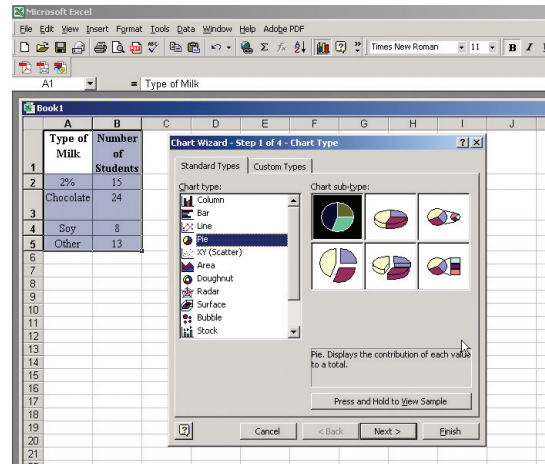 Microsoft Excel
File Edit View Insert Format Tools Data Window Help Adobe PDF
Times New Roman 11 B I
A1 = Type of Milk
Book1
A B C D E F G H I J
1 Type of Milk Number of Students
2 2% 15
3 Chocolate 24
4 Soy 8
5 Other 13
6
7
8
9
10
11
12
13
14
15
16
17
18
19
20
21
Chart Wizard - Step 1 of 4 - Chart Type
Standard Types Custom Types
Chart type:
Column
Bar
Line
Pie
XY (Scatter)
Area
Doughnut
Radar
Surface
Bubble
Stock
Chart sub-type:
Pie. Displays the contribution of each value
to a total.
Press and Hold to View Sample
Cancel < Back Next > Finish